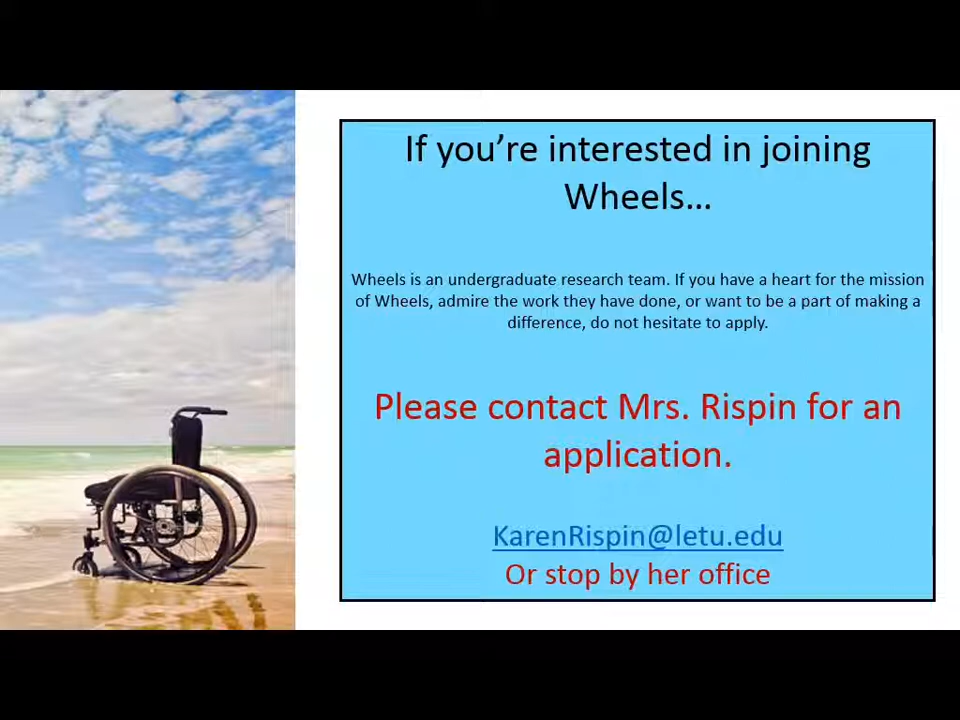 If you're interested in joining
Wheels…
Wheels is an undergraduate research team. If you have a heart for the mission
of Wheels, admire the work they have done, or want to be a part of making a
difference, do not hesitate to apply.
Please contact Mrs. Rispin for an
application.
KarenRispin@letu.edu
Or stop by her office